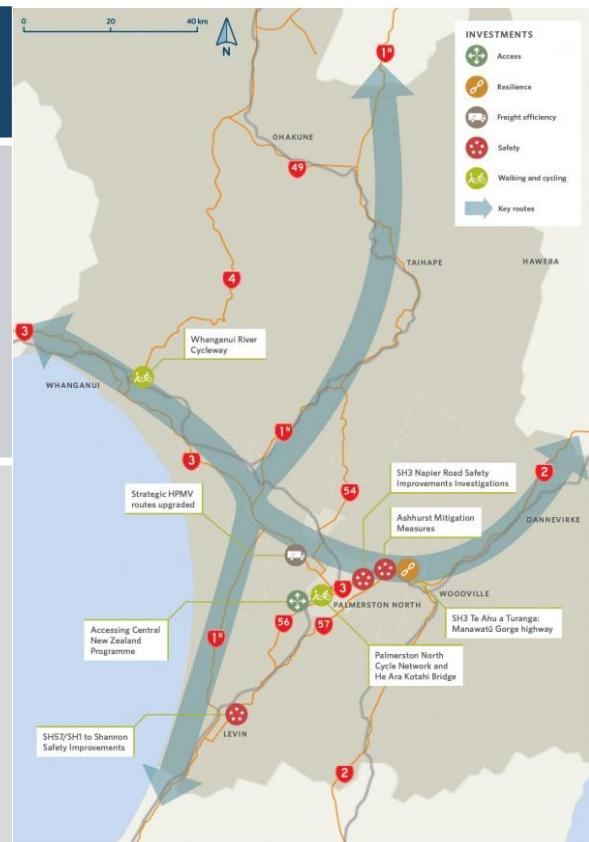 0
20
40 km
N
INVESTMENTS
Access
Resilience
Freight efficiency
Safety
Walking and cycling
Key routes
1N
OHAKUNE
49
TAIHAPE
HAWERA
4
3
Whanganui River
Cycleway
WHANGANUI
1N
3
54
SH3 Napier Road Safety
Improvements Investigations
2
Strategic HPMV
routes upgraded
Ashhurst Mitigation
Measures
DANNEVIRKE
3
WOODVILLE
PALMERSTON NORTH
56
57
SH3 Te Ahu a Turanga:
Manawatū Gorge highway
Accessing Central
New Zealand
Programme
1N
Palmerston North
Cycle Network and
He Ara Kotahi Bridge
SH57/SH1 to Shannon
Safety Improvements
LEVIN
2